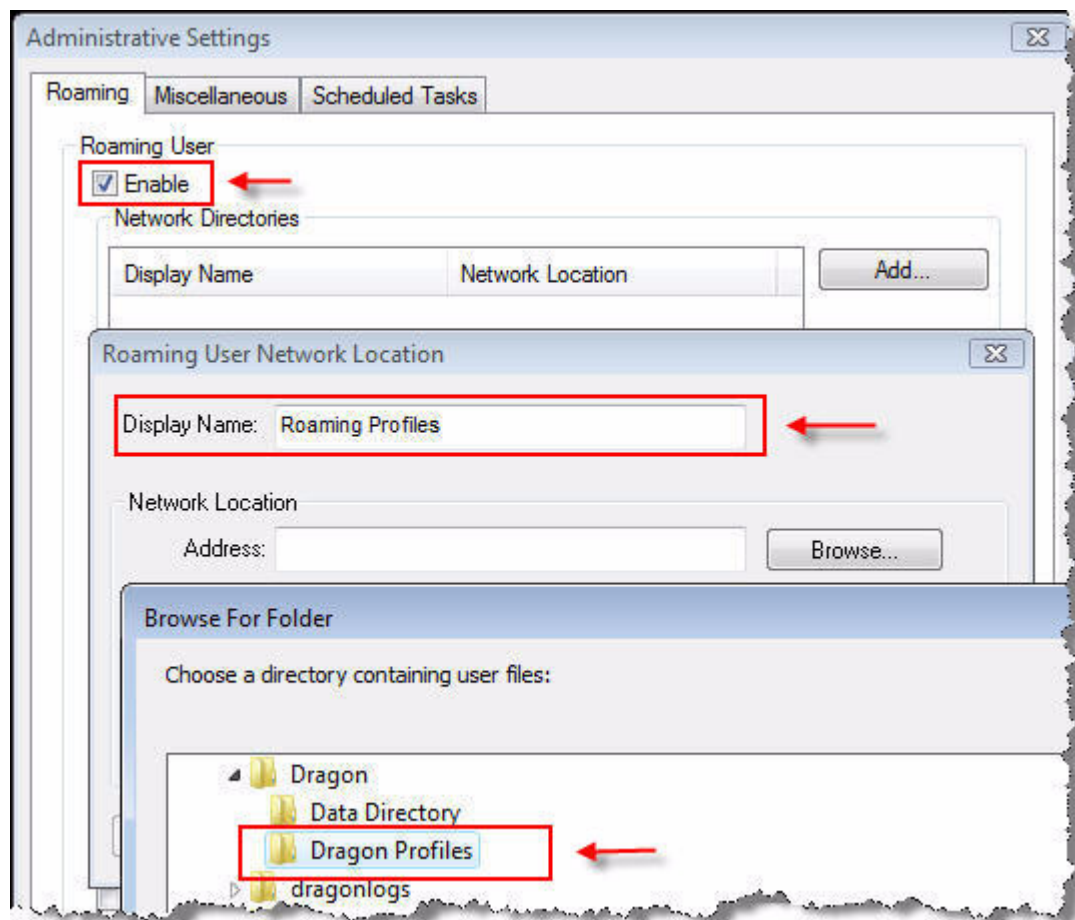 Administrative Settings
Roaming Miscellaneous Scheduled Tasks
Roaming User
Enable
Network Directories
Display Name Network Location Add...
Roaming User Network Location
Display Name: Roaming Profiles
Network Location
Address: Browse...
Browse For Folder
Choose a directory containing user files:
Dragon
Data Directory
Dragon Profiles
dragonlogs